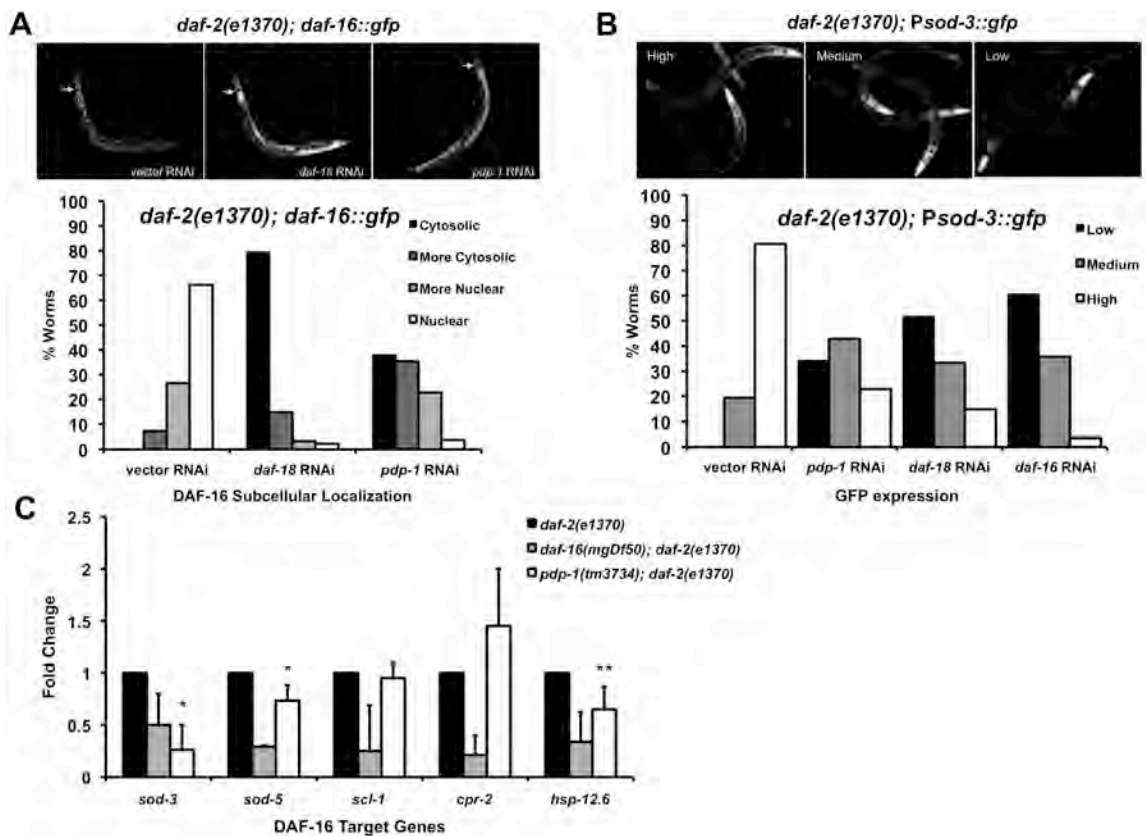 A
daf-2(e1370); daf-16::gfp
vector RNAi
daf-18 RNAi
pdp-1 RNAi
daf-2(e1370); daf-16::gfp
% Worms
100
90
80
70
60
50
40
30
20
10
0
Cytosolic
More Cytosolic
More Nuclear
Nuclear
vector RNAi
daf-18 RNAi
pdp-1 RNAi
DAF-16 Subcellular Localization
B
daf-2(e1370); Psod-3::gfp
High
Medium
Low
daf-2(e1370); Psod-3::gfp
% Worms
100
90
80
70
60
50
40
30
20
10
0
Low
Medium
High
vector RNAi
pdp-1 RNAi
daf-18 RNAi
daf-16 RNAi
GFP expression
C
Fold Change
2.5
2
1.5
1
0.5
0
daf-2(e1370)
daf-16(mgDf50); daf-2(e1370)
pdp-1(tm3734); daf-2(e1370)
*
*
**
sod-3
sod-5
scl-1
cpr-2
hsp-12.6
DAF-16 Target Genes